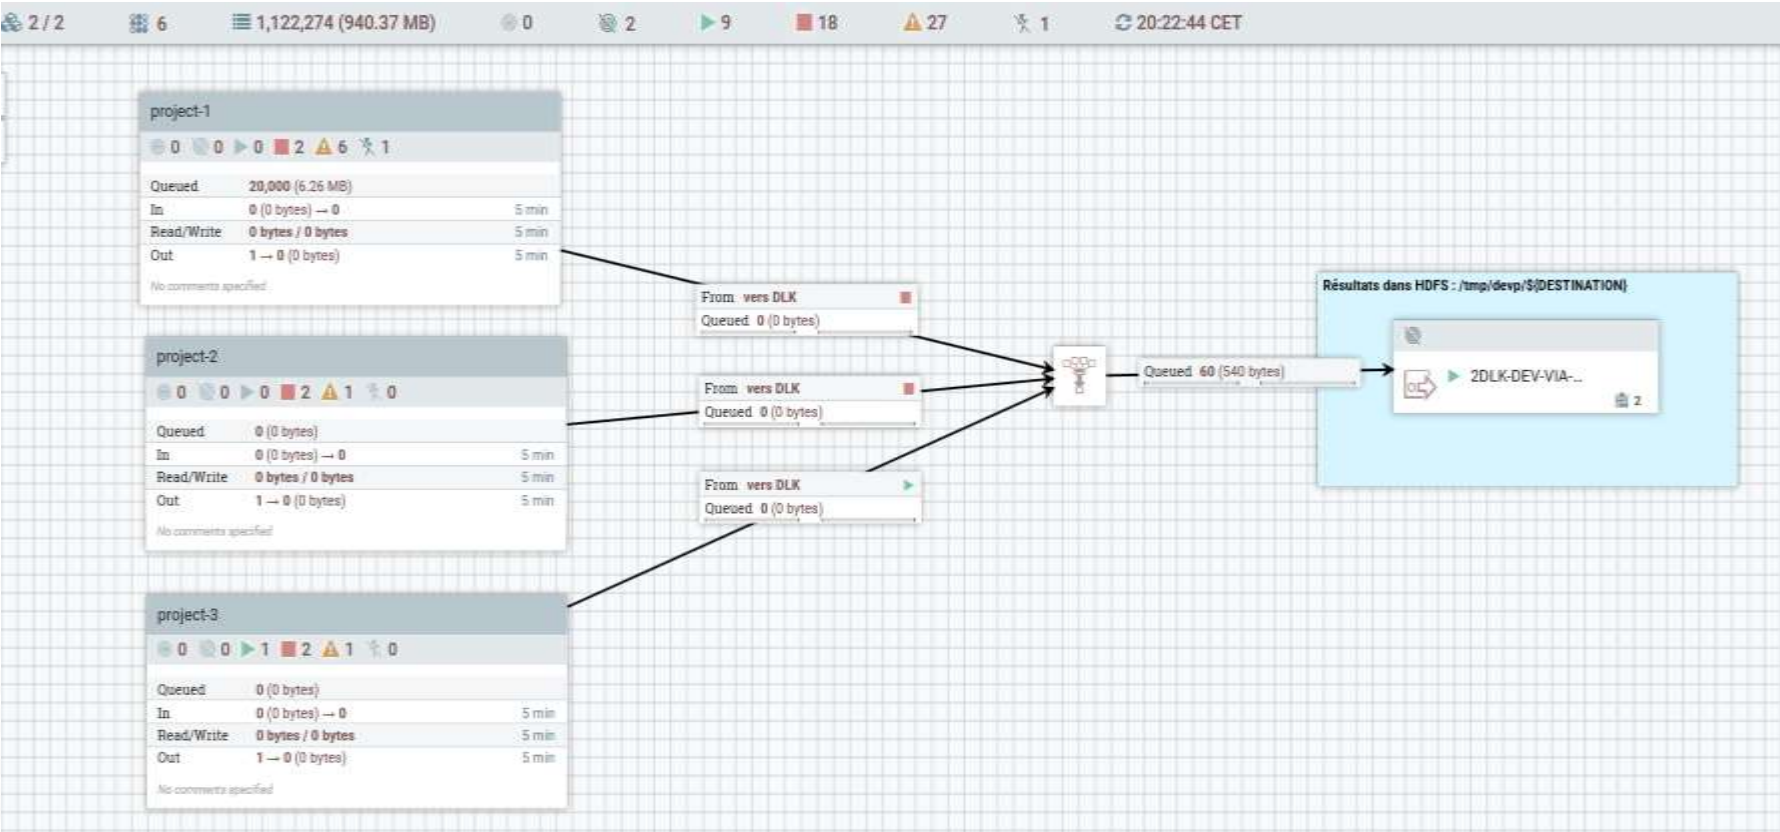 2 / 2 6 1,122,274 (940.37 MB) 0 2 9 18 27 1 20:22:44 CET
project-1
0 0 0 2 6 1
Queued 20,000 (6.26 MB)
In 0 (0 bytes) → 0 5 min
Read/Write 0 bytes / 0 bytes 5 min
Out 1 → 0 (0 bytes) 5 min
No comments specified
project-2
0 0 0 2 1 0
Queued 0 (0 bytes)
In 0 (0 bytes) → 0 5 min
Read/Write 0 bytes / 0 bytes 5 min
Out 1 → 0 (0 bytes) 5 min
No comments specified
project-3
0 0 1 2 1 0
Queued 0 (0 bytes)
In 0 (0 bytes) → 0 5 min
Read/Write 0 bytes / 0 bytes 5 min
Out 1 → 0 (0 bytes) 5 min
No comments specified
From vers DLK
Queued 0 (0 bytes)
From vers DLK
Queued 0 (0 bytes)
From vers DLK
Queued 0 (0 bytes)
Queued 60 (540 bytes)
Résultats dans HDFS : /tmp/devp/${DESTINATION}
2DLK-DEV-VIA-...
2